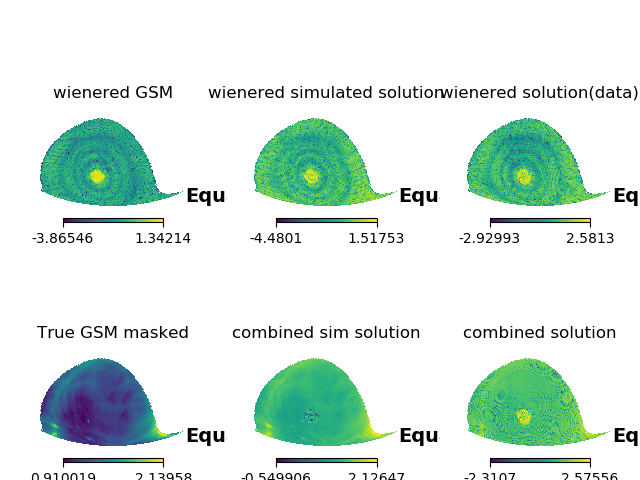 wienered GSM
wienered simulated solution
wienered solution(data)
Equ
Equ
Eq
-3.86546 1.34214
-4.4801 1.51753
-2.92993 2.5813
True GSM masked
combined sim solution
combined solution
Equ
Equ
Eq
0.910019 2.13958
-0.549906 2.12647
-2.3107 2.57556